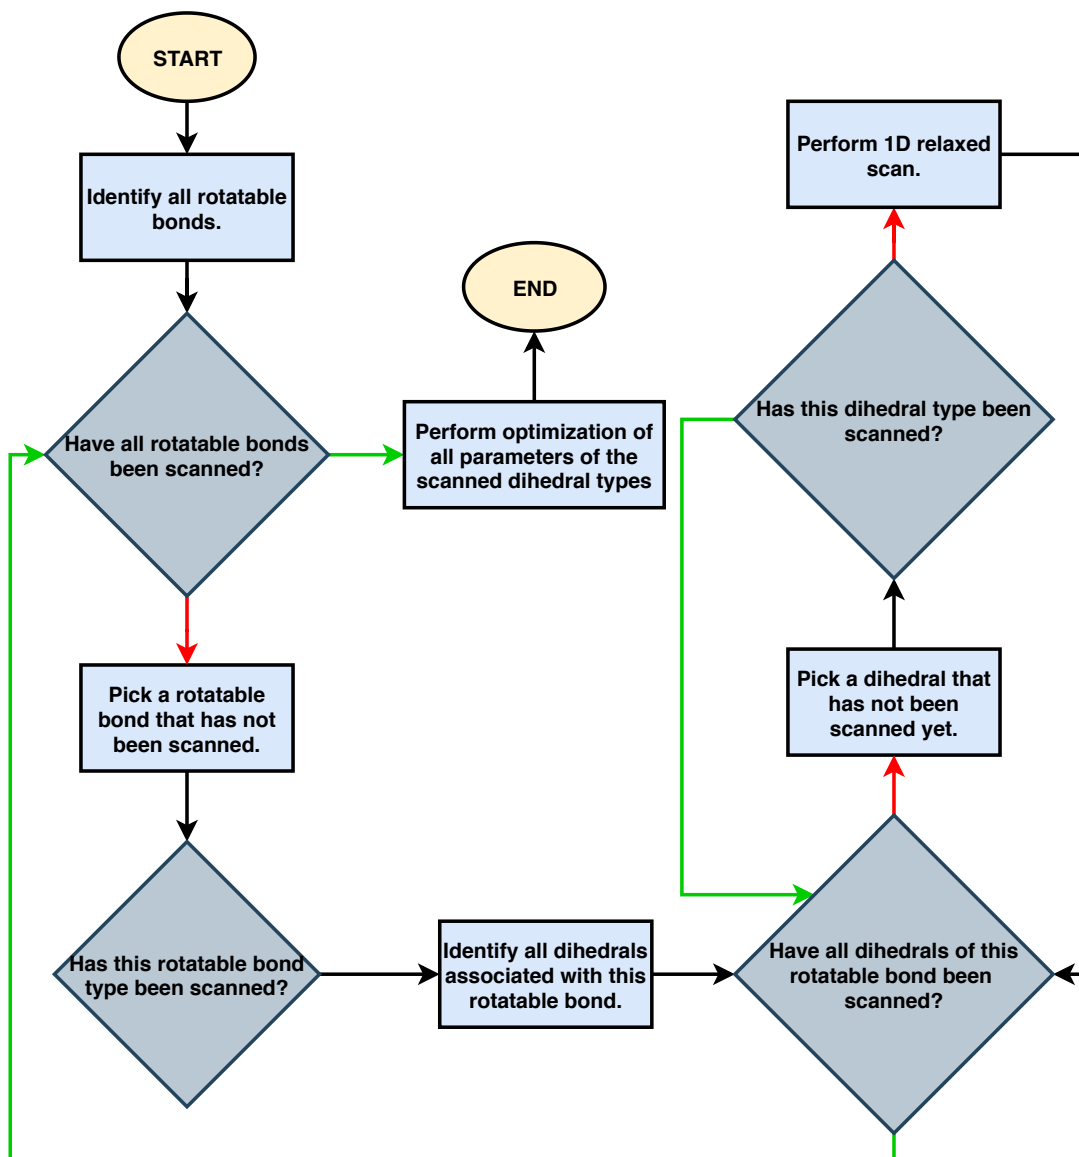 START
Identify all rotatable
bonds.
Have all rotatable bonds
been scanned?
Perform optimization of
all parameters of the
scanned dihedral types
END
Pick a rotatable
bond that has not
been scanned.
Has this rotatable bond
type been scanned?
Identify all dihedrals
associated with this
rotatable bond.
Have all dihedrals of this
rotatable bond been
scanned?
Pick a dihedral that
has not been
scanned yet.
Has this dihedral type been
scanned?
Perform 1D relaxed
scan.